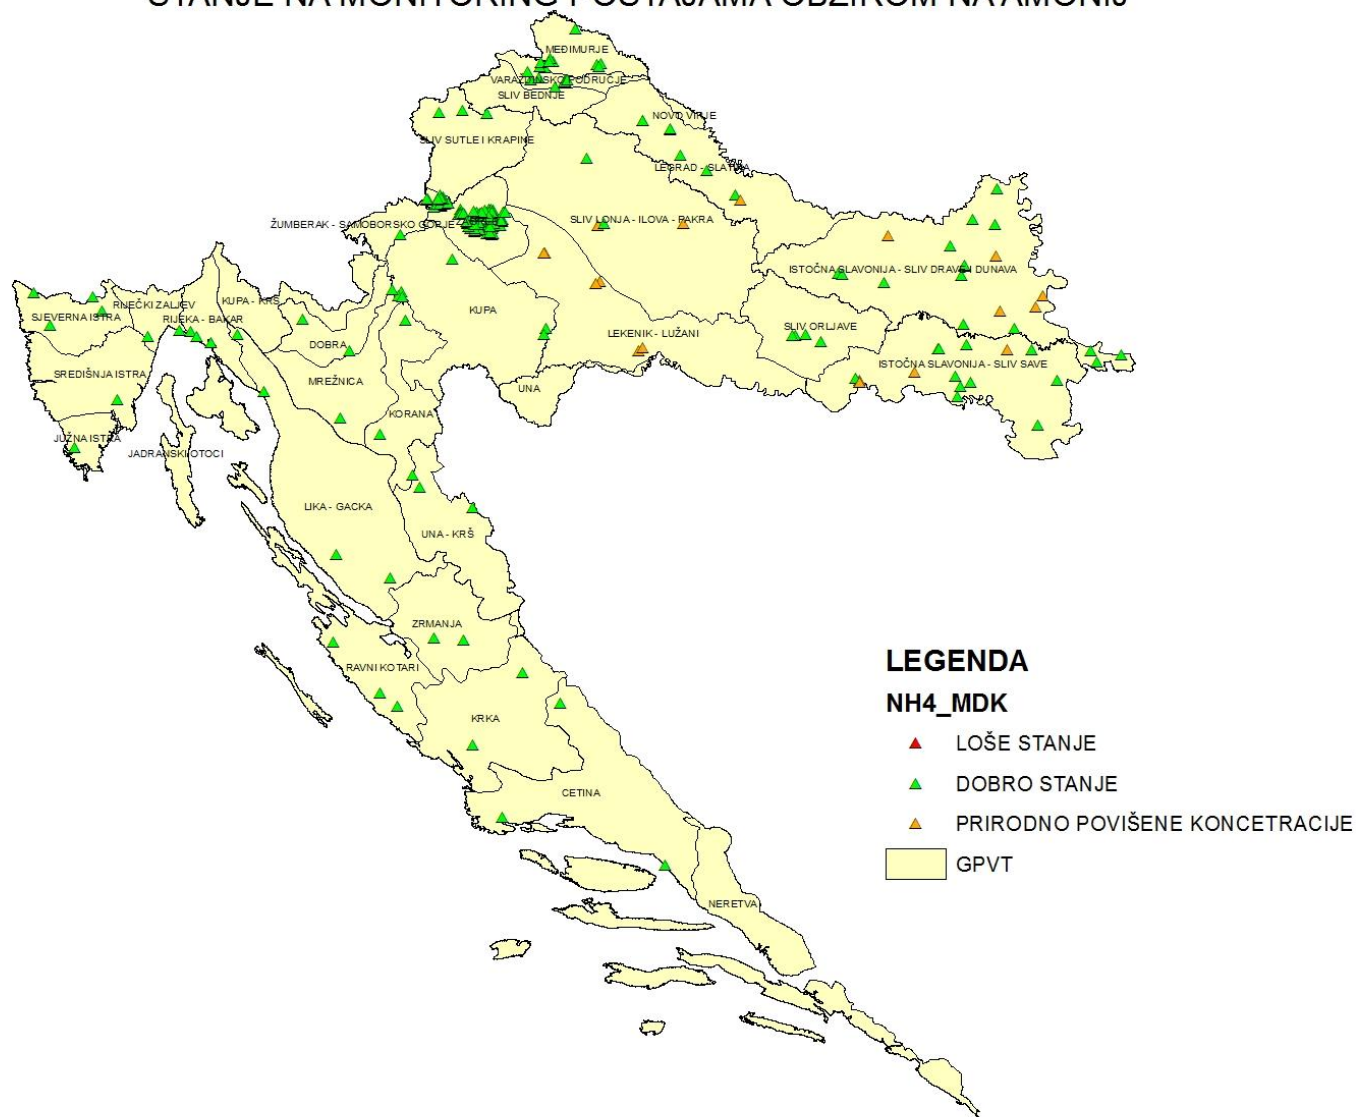 STANJE NA MONITORING POSTAJAMA OBZIROM NA AMONIJ
MEĐIMURJE
VARAŽDINSKO PODRUČJE
SLIV BEDNJE
NOVO VIRJE
SLIV SUTLE I KRAPINE
LEGRAD - SLATINA
ŽUMBERAK - SAMOBORSKO GORJE
SLIV LONJA - ILOVA - PAKRA
ISTOČNA SLAVONIJA - SLIV DRAVE I DUNAVA
RIJEČKI ZALJEV
KUPA - KRŠ
SJEVERNA ISTRA
RIJEKA - BAKAR
KUPA
LEKENIK - LUŽANI
SLIV ORLJAVE
DOBRA
ISTOČNA SLAVONIJA - SLIV SAVE
SREDIŠNJA ISTRA
MREŽNICA
UNA
KORANA
JUŽNA ISTRA
JADRANSKI OTOCI
LIKA - GACKA
UNA - KRŠ
ZRMANJA
RAVNI KOTARI
KRKA
CETINA
NERETVA
LEGENDA
NH4_MDK
LOŠE STANJE
DOBRO STANJE
PRIRODNO POVIŠENE KONCETRACIJE
GPVT